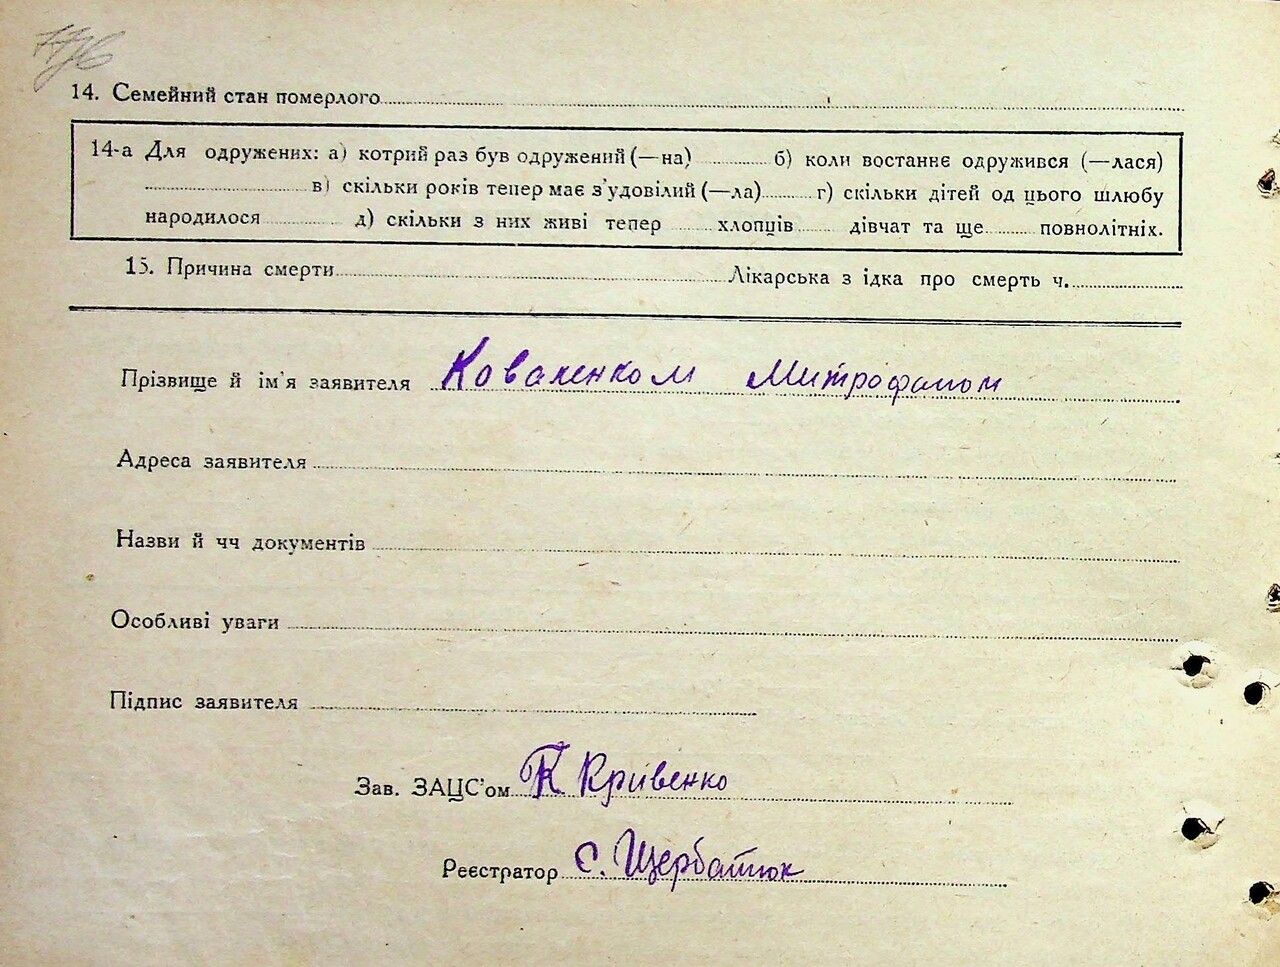 14. Семейний стан померлого
14-а Для одружених: а) котрий раз був одружений (—на) б) коли востаннє одружився (—лася)
в) скільки років тепер має з'удовілий (—ла) г) скільки дітей од цього шлюбу
народилося д) скільки з них живі тепер хлопців дівчат та ще повнолітніх.
15. Причина смерти Лікарська з ідка про смерть ч.
Прізвище й ім'я заявителя Коваленком Митрофаном
Адреса заявителя
Назви й чч документів
Особливі уваги
Підпис заявителя
Зав. ЗАЦС'ом Кривенко
Реєстратор С. Щербатюк